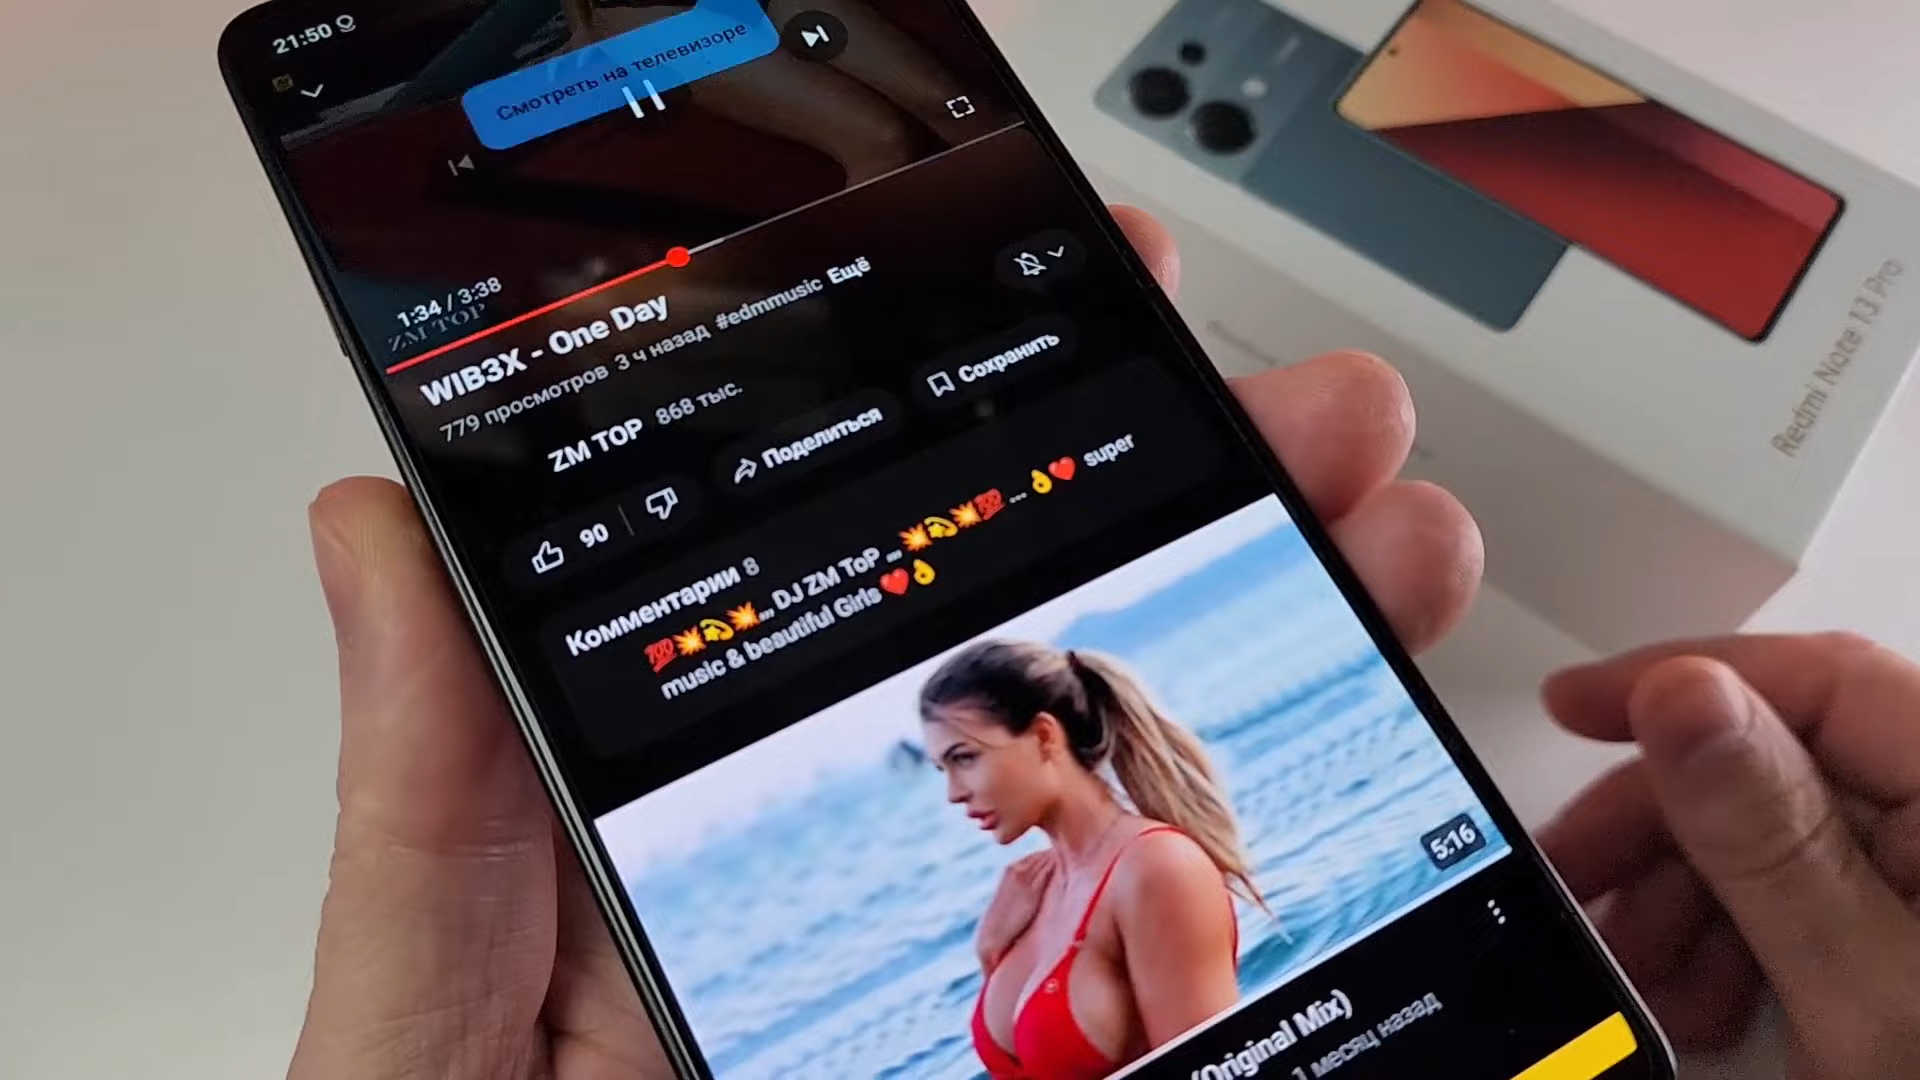 21:50
Смотреть на телевизоре
1:34 / 3:38
ZM TOP
WIB3X - One Day
779 просмотров 3 ч назад #edmmusic Ещё
ZM TOP 868 тыс.
90
Поделиться
Сохранить
Комментарии 8
💯💥💫💥... DJ ZM ToP ... 💥💫💥💯 ... 👌❤️ super
music & beautiful Girls❤️👌
5:16
(Original Mix)
1 месяц назад
Redmi Note 13 Pro